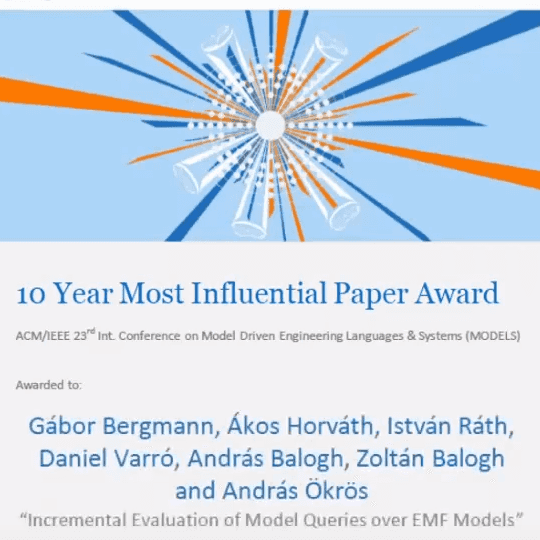 10 Year Most Influential Paper Award
ACM/IEEE 23rd Int. Conference on Model Driven Engineering Languages & Systems (MODELS)
Awarded to:
Gábor Bergmann, Ákos Horváth, István Ráth,
Daniel Varró, András Balogh, Zoltán Balogh
and András Ökrös
“Incremental Evaluation of Model Queries over EMF Models”